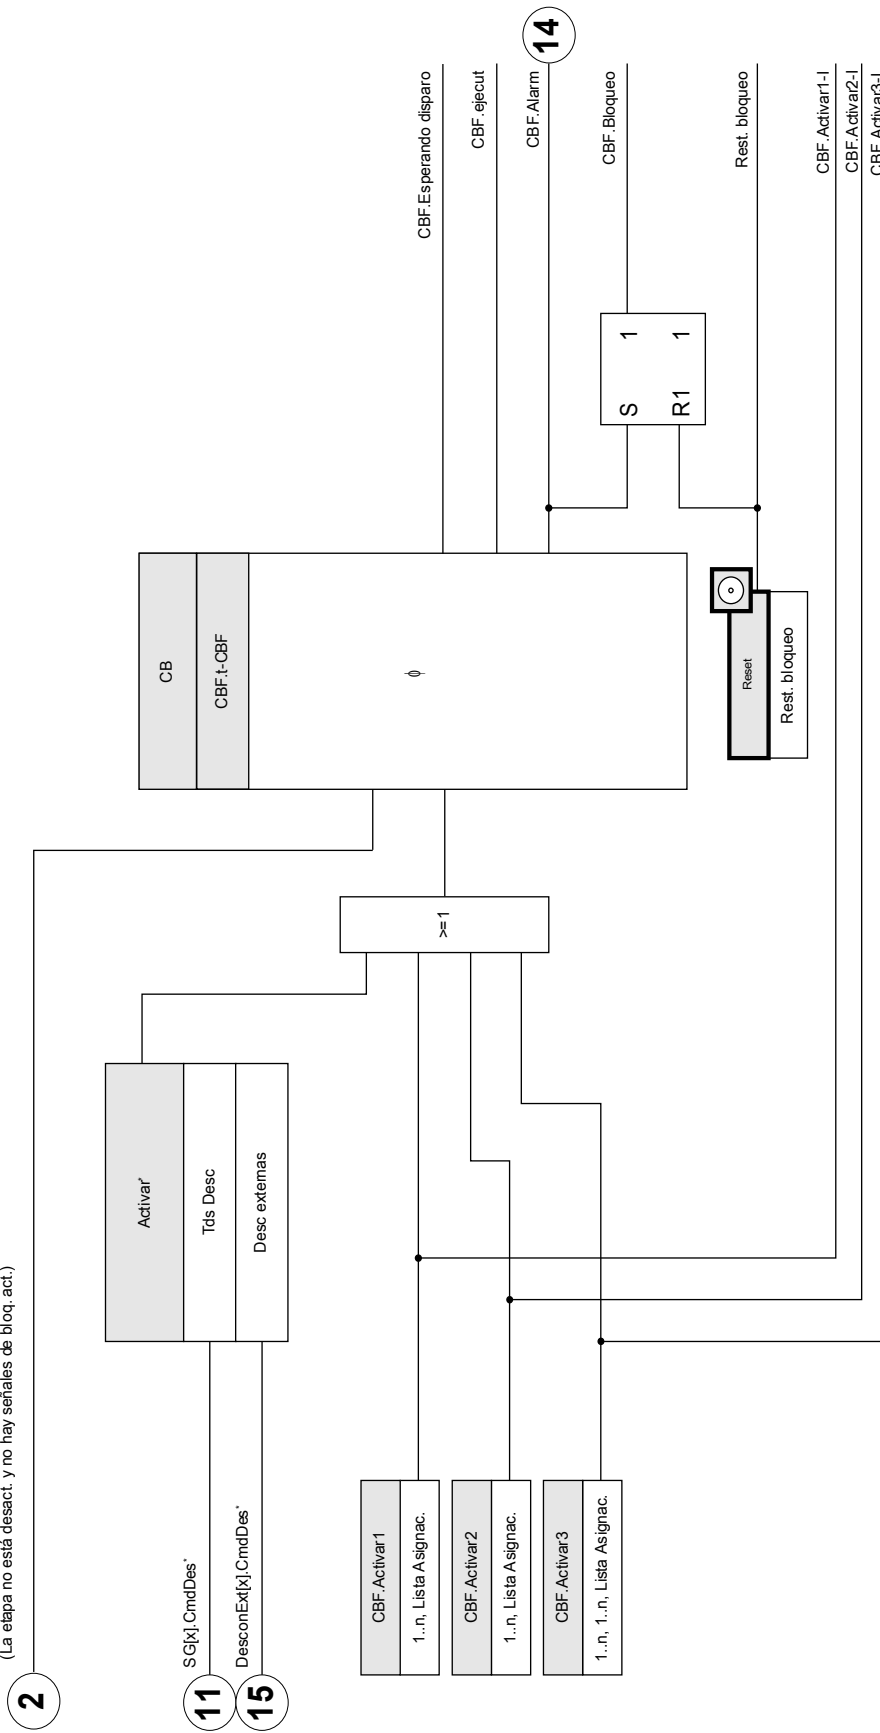 (La etapa no está desact. y no hay señales de bloq. act.)
2
SG[x].CmdDes*
11
DesconExt[x].CmdDes*
15
Activar*
Tds Desc
Desc externas
CBF.Activar1
1..n, Lista Asignac.
CBF.Activar2
1..n, Lista Asignac.
CBF.Activar3
1..n, 1..n, Lista Asignac.
>=1
CB
CBF.t-CBF
ϕ
Reset
Rest. bloqueo
S 1
R1 1
CBF.Esperando disparo
CBF.ejecut
CBF.Alarm
14
CBF.Bloqueo
Rest. bloqueo
CBF.Activar1-I
CBF.Activar2-I
CBF.Activar3-I